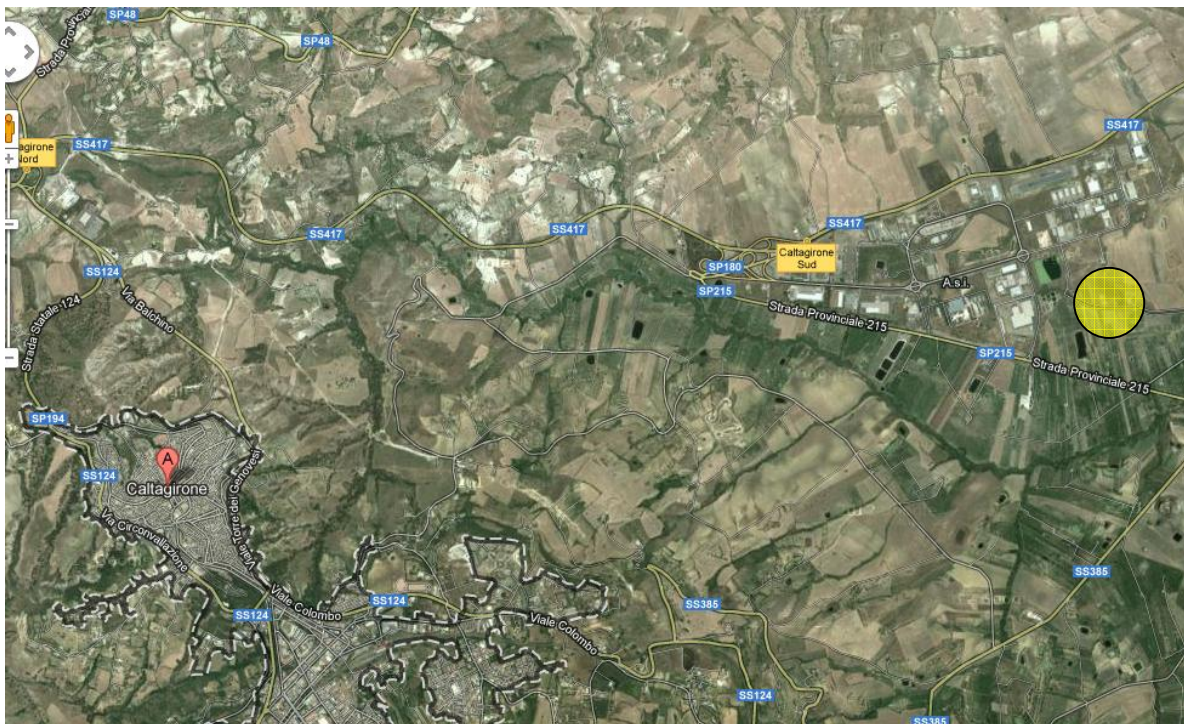 SP48
SP48
Strada Provinciale
agirone
Nord
SS417
SS417
SS417
SS417
SS417
Caltagirone
Sud
SP180
SP215
A.s.i.
SS124
Via Balchino
Strada Statale 124
Strada Provinciale 215
SP215
Strada Provinciale 215
SP194
SS124
A
Caltagirone
Viale Torre dei Genovesi
Via Circonvallazione
SS124
Viale Colombo
SS124
Viale Colombo
SS385
SS385
SS124
SS385